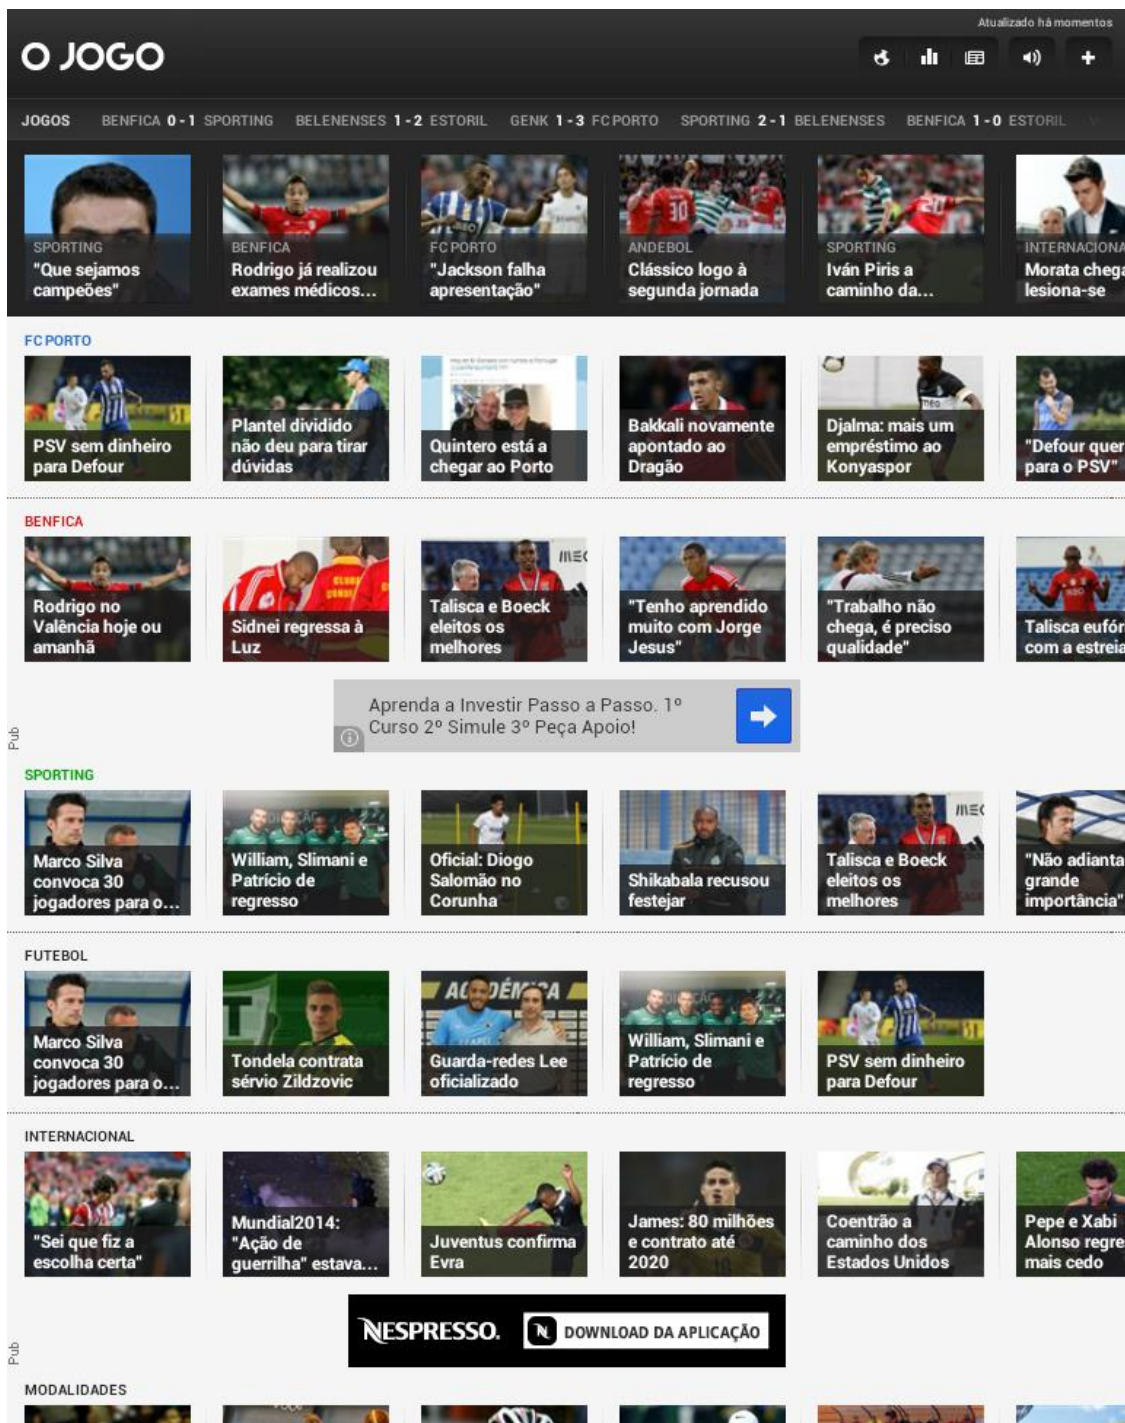 Atualizado há momentos
O JOGO
JOGOS BENFICA 0 - 1 SPORTING BELENENSES 1 - 2 ESTORIL GENK 1 - 3 FC PORTO SPORTING 2 - 1 BELENENSES BENFICA 1 - 0 ESTORIL
SPORTING
"Que sejamos
campeões"
BENFICA
Rodrigo já realizou
exames médicos...
FC PORTO
"Jackson falha
apresentação"
ANDEBOL
Clássico logo à
segunda jornada
SPORTING
Iván Piris a
caminho da...
INTERNACIONA
Morata chega
lesiona-se
FC PORTO
PSV sem dinheiro
para Defour
Plantel dividido
não deu para tirar
dúvidas
Quintero está a
chegar ao Porto
Bakkali novamente
apontado ao
Dragão
Djalma: mais um
empréstimo ao
Konyaspor
"Defour quer
para o PSV"
BENFICA
Rodrigo no
Valência hoje ou
amanhã
Sidnei regressa à
Luz
Talisca e Boeck
eleitos os
melhores
"Tenho aprendido
muito com Jorge
Jesus"
"Trabalho não
chega, é preciso
qualidade"
Talisca eufór
com a estreia
Pub
Aprenda a Investir Passo a Passo. 1º
Curso 2º Simule 3º Peça Apoio!
SPORTING
Marco Silva
convoca 30
jogadores para o...
William, Slimani e
Patrício de
regresso
Oficial: Diogo
Salomão no
Corunha
Shikabala recusou
festejar
Talisca e Boeck
eleitos os
melhores
"Não adianta
grande
importância"
FUTEBOL
Marco Silva
convoca 30
jogadores para o...
Tondela contrata
sérvio Zildzovic
ACADÉMICA
Guarda-redes Lee
oficializado
William, Slimani e
Patrício de
regresso
PSV sem dinheiro
para Defour
INTERNACIONAL
"Sei que fiz a
escolha certa"
Mundial2014:
"Ação de
guerrilha" estava...
Juventus confirma
Evra
James: 80 milhões
e contrato até
2020
Coentrão a
caminho dos
Estados Unidos
Pepe e Xabi
Alonso regre
mais cedo
Pub
NESPRESSO. DOWNLOAD DA APLICAÇÃO
MODALIDADES